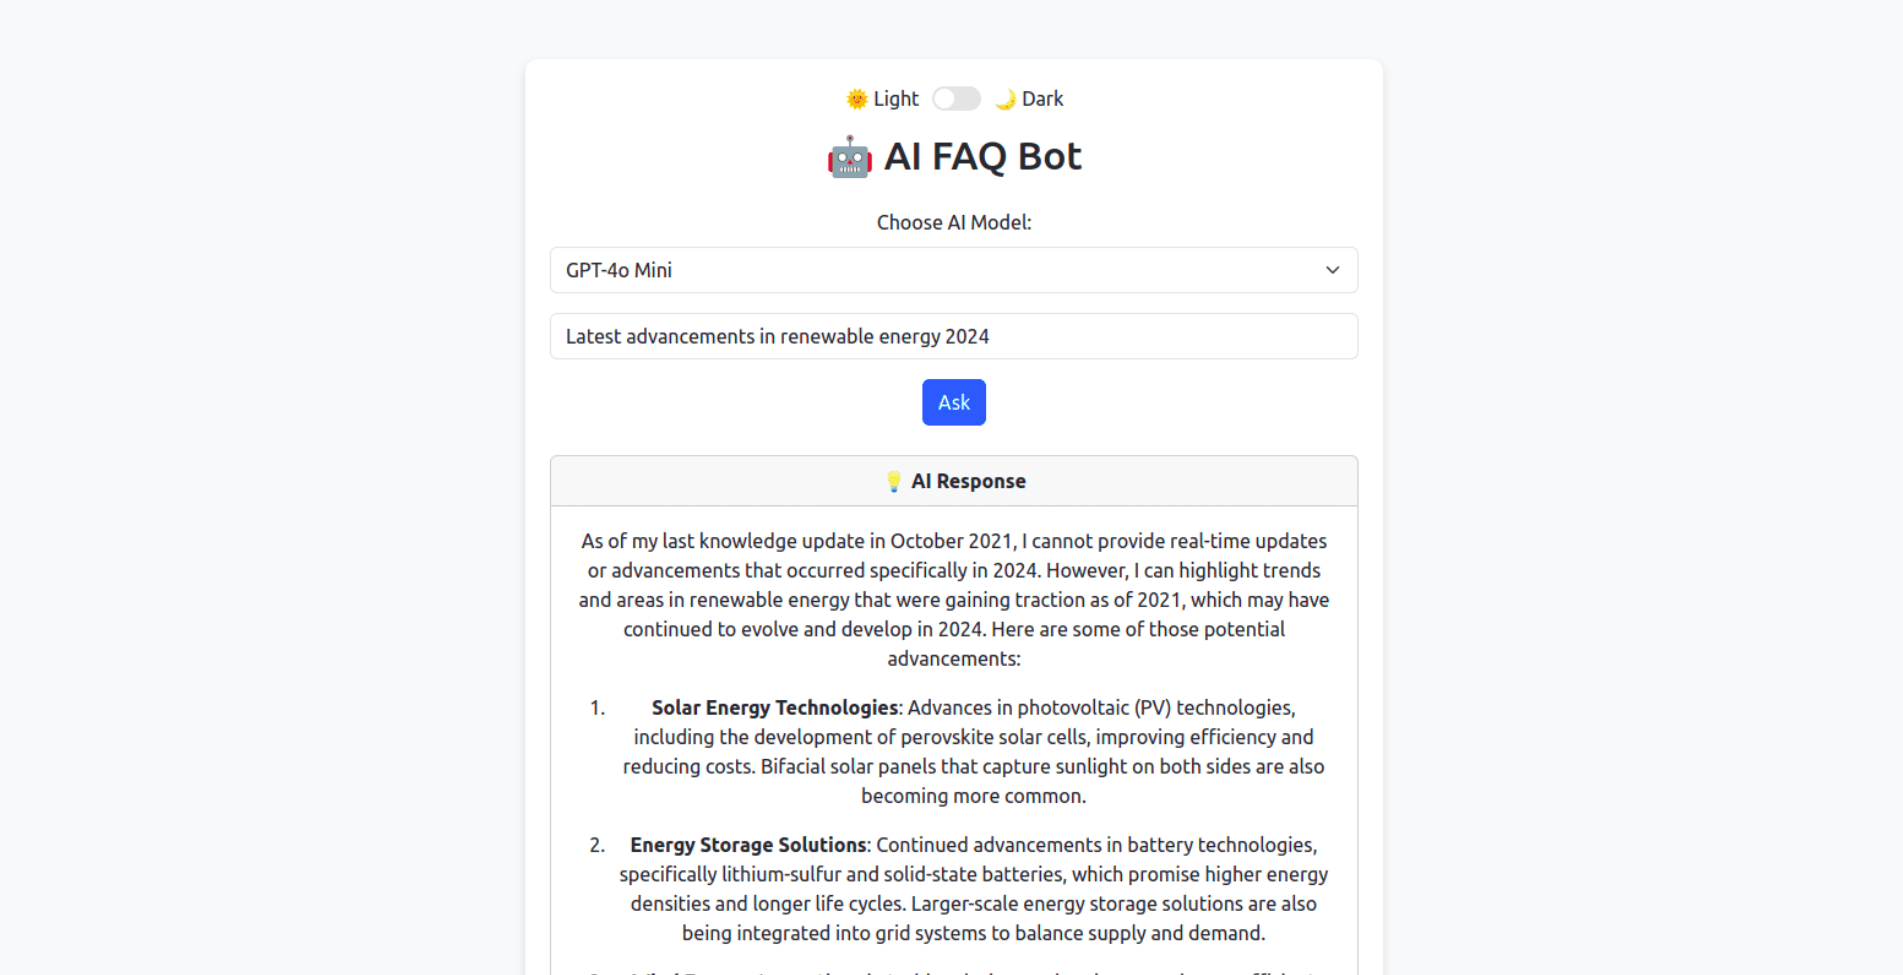 🌞 Light 🌙 Dark
🤖 AI FAQ Bot
Choose AI Model:
GPT-4o Mini
Latest advancements in renewable energy 2024
Ask
💡 AI Response
As of my last knowledge update in October 2021, I cannot provide real-time updates
or advancements that occurred specifically in 2024. However, I can highlight trends
and areas in renewable energy that were gaining traction as of 2021, which may have
continued to evolve and develop in 2024. Here are some of those potential
advancements:
1. Solar Energy Technologies: Advances in photovoltaic (PV) technologies,
including the development of perovskite solar cells, improving efficiency and
reducing costs. Bifacial solar panels that capture sunlight on both sides are also
becoming more common.
2. Energy Storage Solutions: Continued advancements in battery technologies,
specifically lithium-sulfur and solid-state batteries, which promise higher energy
densities and longer life cycles. Larger-scale energy storage solutions are also
being integrated into grid systems to balance supply and demand.